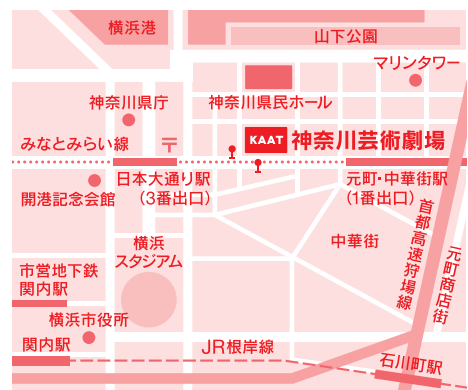 横浜港
山下公園
マリンタワー
神奈川県庁
神奈川県民ホール
みなとみらい線
〒
KAAT 神奈川芸術劇場
開港記念会館
日本大通り駅
(3番出口)
元町・中華街駅
(1番出口)
横浜
スタジアム
中華街
首都高速狩場線
元町商店街
市営地下鉄
関内駅
横浜市役所
関内駅
JR根岸線
石川町駅